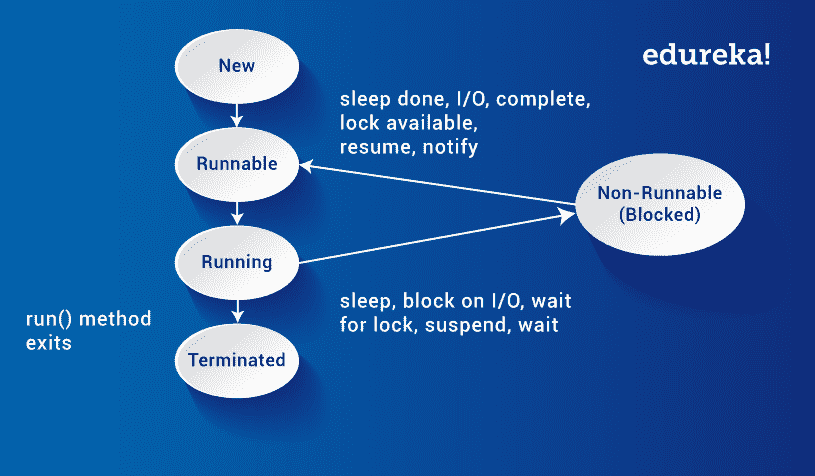 New
edureka!
sleep done, I/O, complete,
lock available,
resume, notify
Runnable
Non-Runnable
(Blocked)
Running
sleep, block on I/O, wait
for lock, suspend, wait
run() method
exits
Terminated